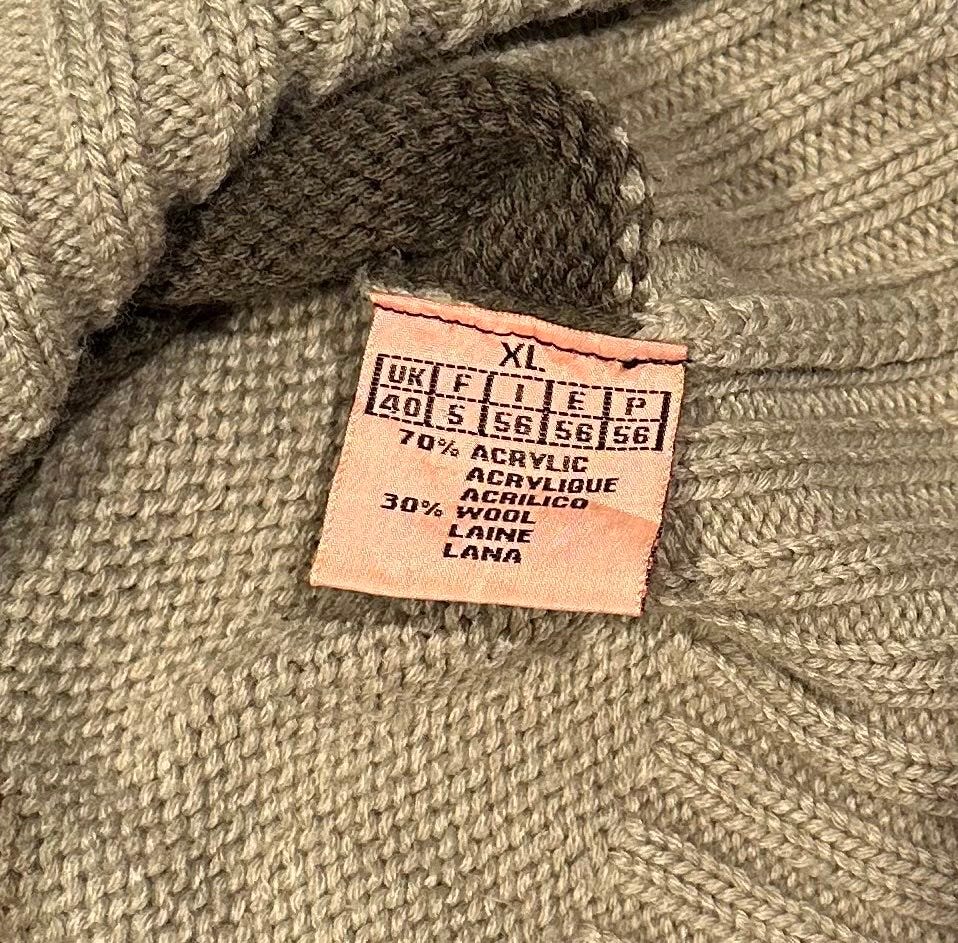 XL
UK F I E P
40 5 56 56 56
70% ACRYLIC
ACRYLIQUE
ACRILICO
30% WOOL
LAINE
LANA